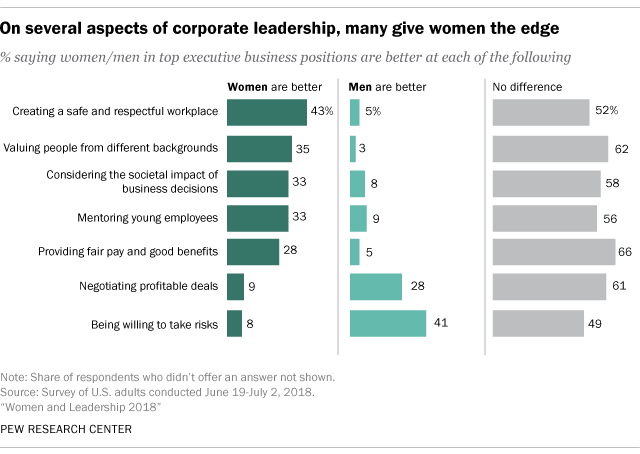 On several aspects of corporate leadership, many give women the edge
% saying women/men in top executive business positions are better at each of the following
Women are better
Men are better
No difference
Creating a safe and respectful workplace 43% 5% 52%
Valuing people from different backgrounds 35 3 62
Considering the societal impact of
business decisions 33 8 58
Mentoring young employees 33 9 56
Providing fair pay and good benefits 28 5 66
Negotiating profitable deals 9 28 61
Being willing to take risks 8 41 49
Note: Share of respondents who didn't offer an answer not shown.
Source: Survey of U.S. adults conducted June 19-July 2, 2018.
“Women and Leadership 2018”
PEW RESEARCH CENTER